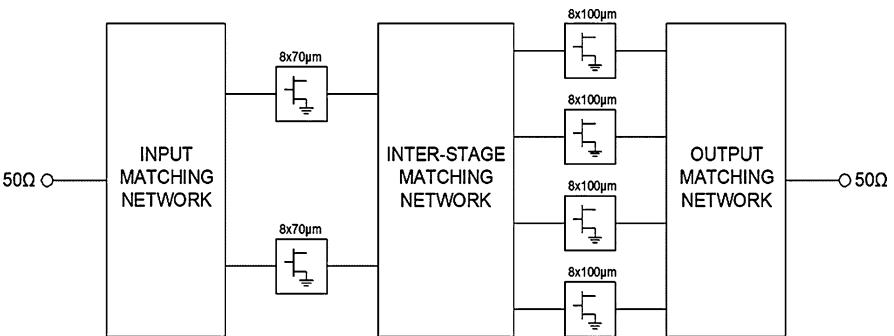 8x100µm
8x70µm
8x100µm
50Ω
INPUT
MATCHING
NETWORK
INTER-STAGE
MATCHING
NETWORK
OUTPUT
MATCHING
NETWORK
50Ω
8x100µm
8x70µm
8x100µm